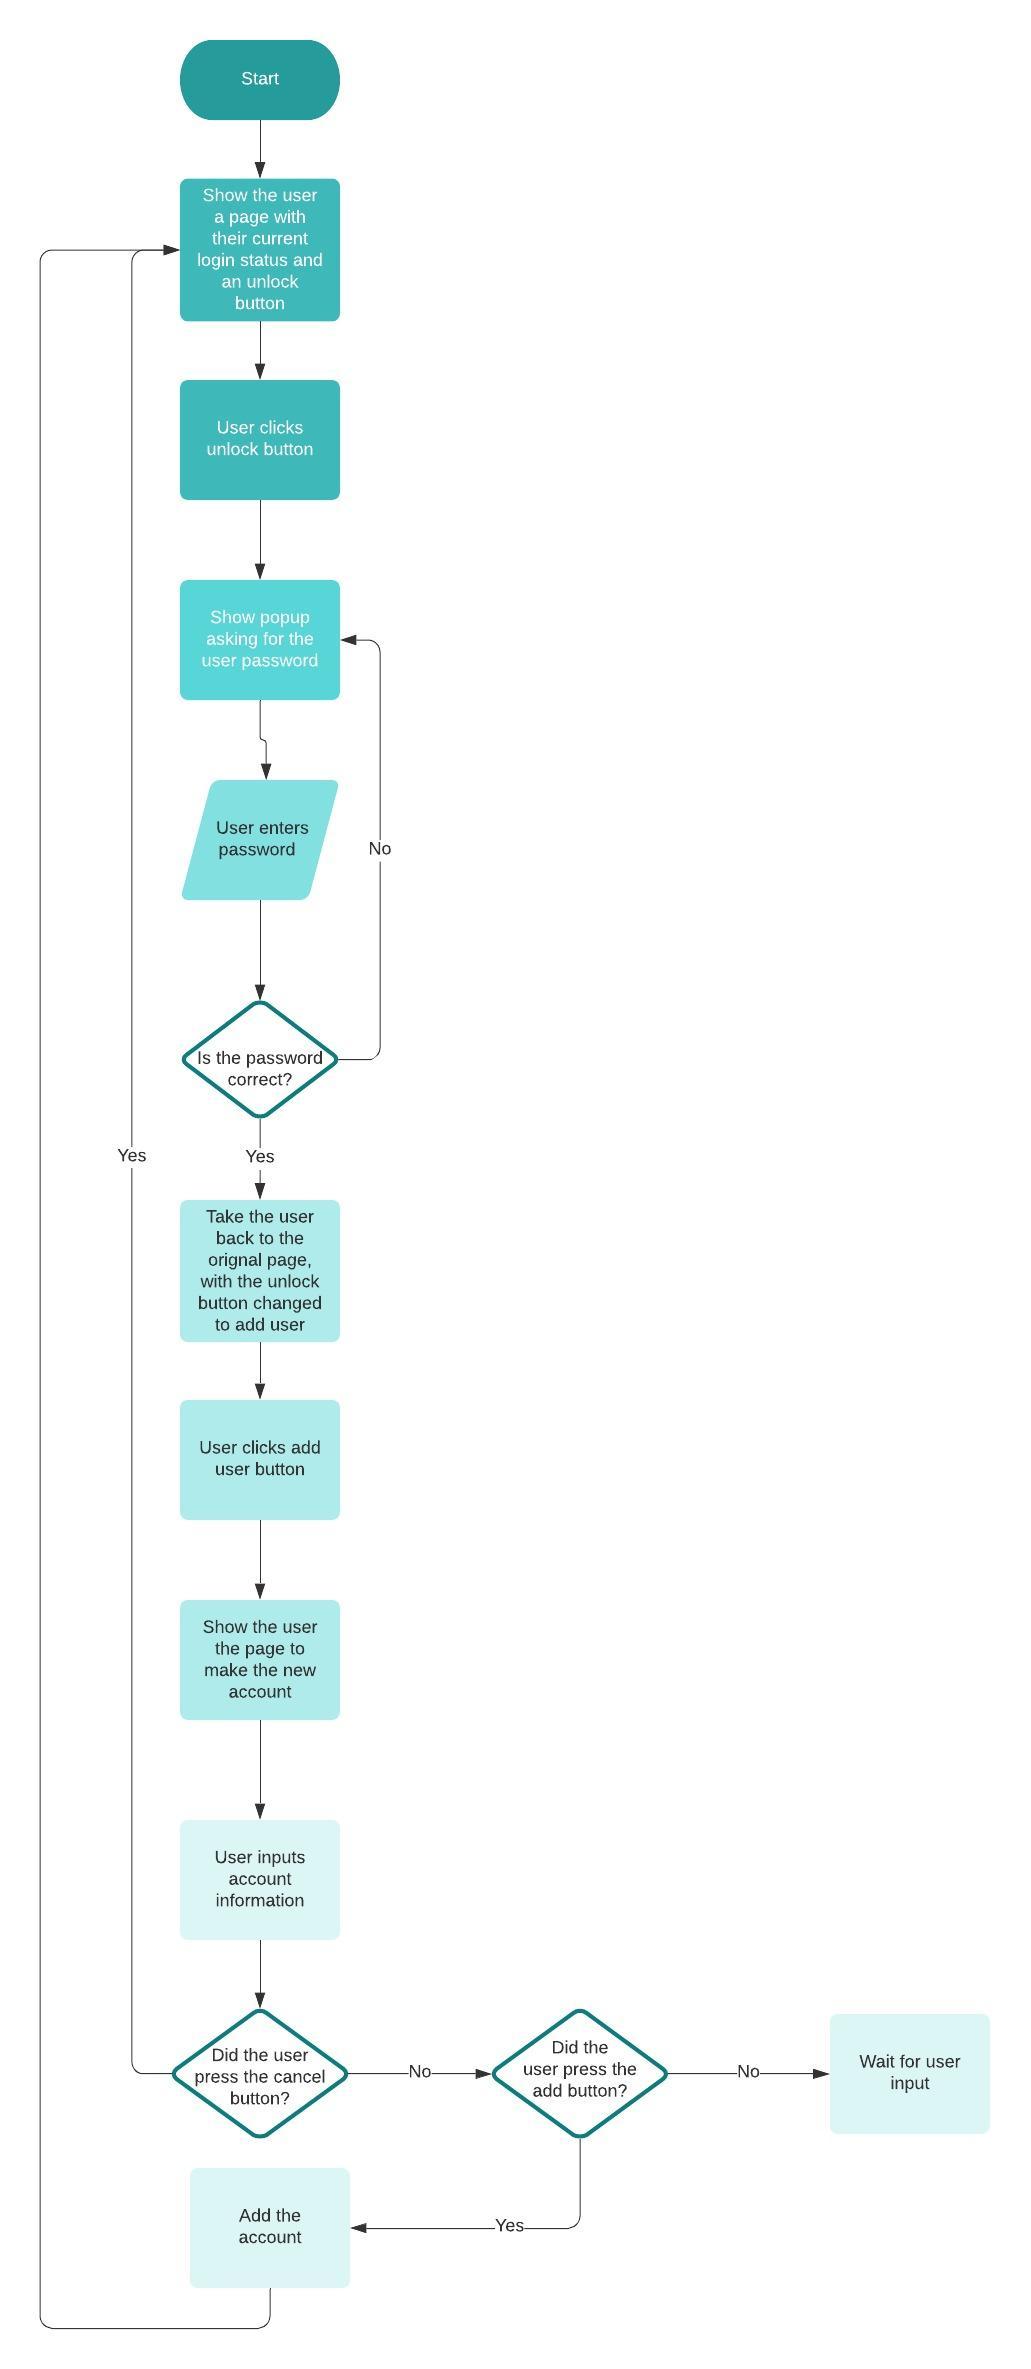 Start
Show the user
a page with
their current
login status and
an unlock
button
User clicks
unlock button
Show popup
asking for the
user password
User enters
password
No
Is the password
correct?
Yes
Yes
Take the user
back to the
orignal page,
with the unlock
button changed
to add user
User clicks add
user button
Show the user
the page to
make the new
account
User inputs
account
information
Did the user
press the cancel
button?
No
Did the
user press the
add button?
No
Wait for user
input
Yes
Add the
account